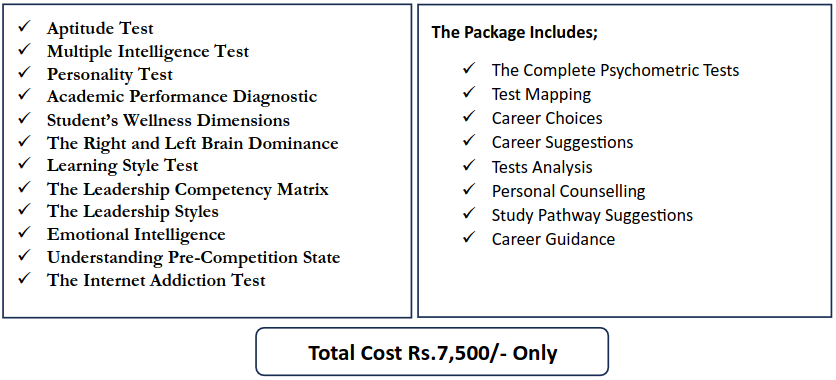 ✓ Aptitude Test
✓ Multiple Intelligence Test
✓ Personality Test
✓ Academic Performance Diagnostic
✓ Student's Wellness Dimensions
✓ The Right and Left Brain Dominance
✓ Learning Style Test
✓ The Leadership Competency Matrix
✓ The Leadership Styles
✓ Emotional Intelligence
✓ Understanding Pre-Competition State
✓ The Internet Addiction Test
The Package Includes;
✓ The Complete Psychometric Tests
✓ Test Mapping
✓ Career Choices
✓ Career Suggestions
✓ Tests Analysis
✓ Personal Counselling
✓ Study Pathway Suggestions
✓ Career Guidance
Total Cost Rs.7,500/- Only